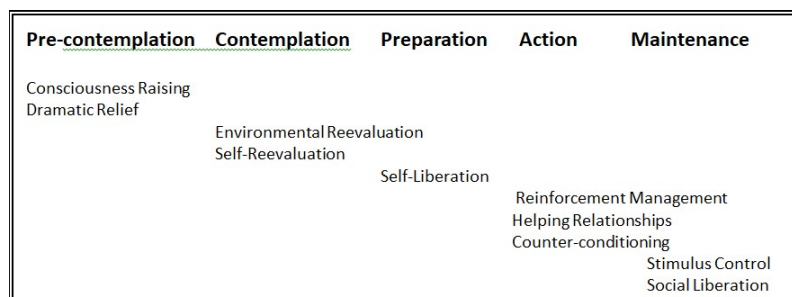 Pre-contemplation Contemplation Preparation Action Maintenance
Consciousness Raising
Dramatic Relief
Environmental Reevaluation
Self-Reevaluation
Self-Liberation
Reinforcement Management
Helping Relationships
Counter-conditioning
Stimulus Control
Social Liberation